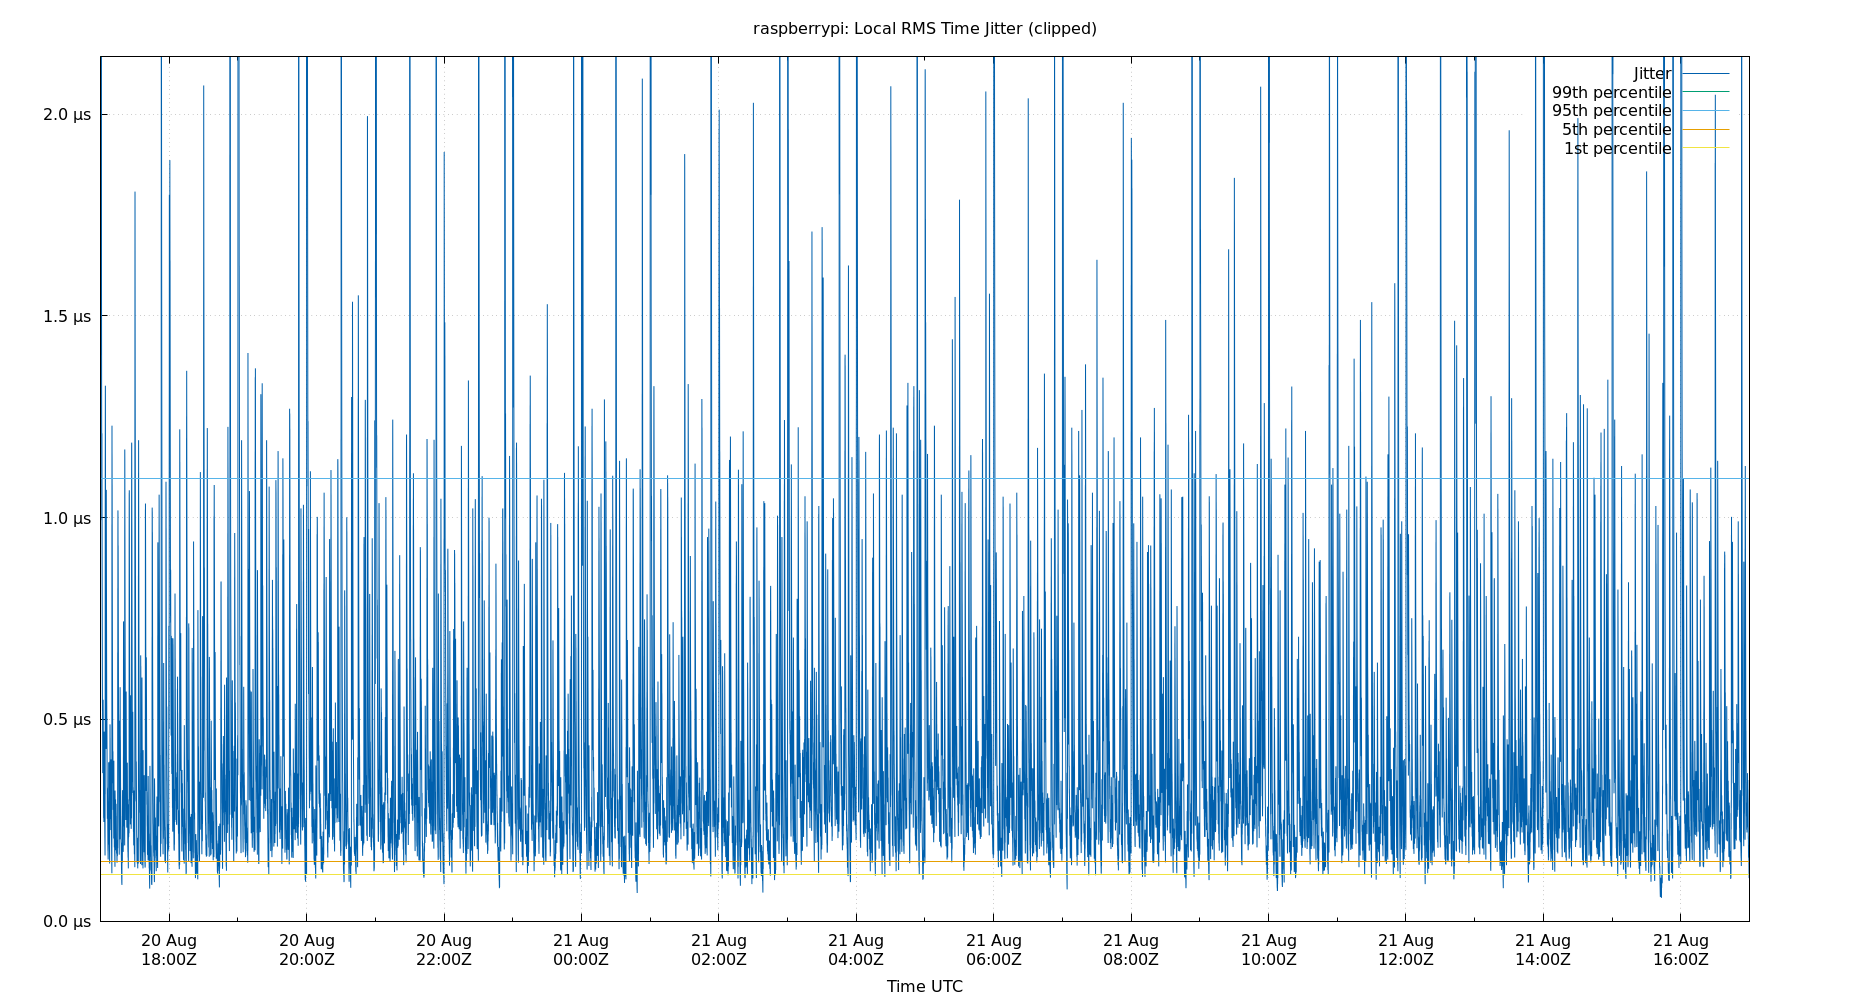 raspberrypi: Local RMS Time Jitter (clipped)
Jitter
99th percentile
95th percentile
5th percentile
1st percentile
2.0 µs
1.5 µs
1.0 µs
0.5 µs
0.0 µs
20 Aug 20 Aug 20 Aug 21 Aug 21 Aug 21 Aug 21 Aug 21 Aug 21 Aug 21 Aug 21 Aug 21 Aug
18:00Z 20:00Z 22:00Z 00:00Z 02:00Z 04:00Z 06:00Z 08:00Z 10:00Z 12:00Z 14:00Z 16:00Z
Time UTC